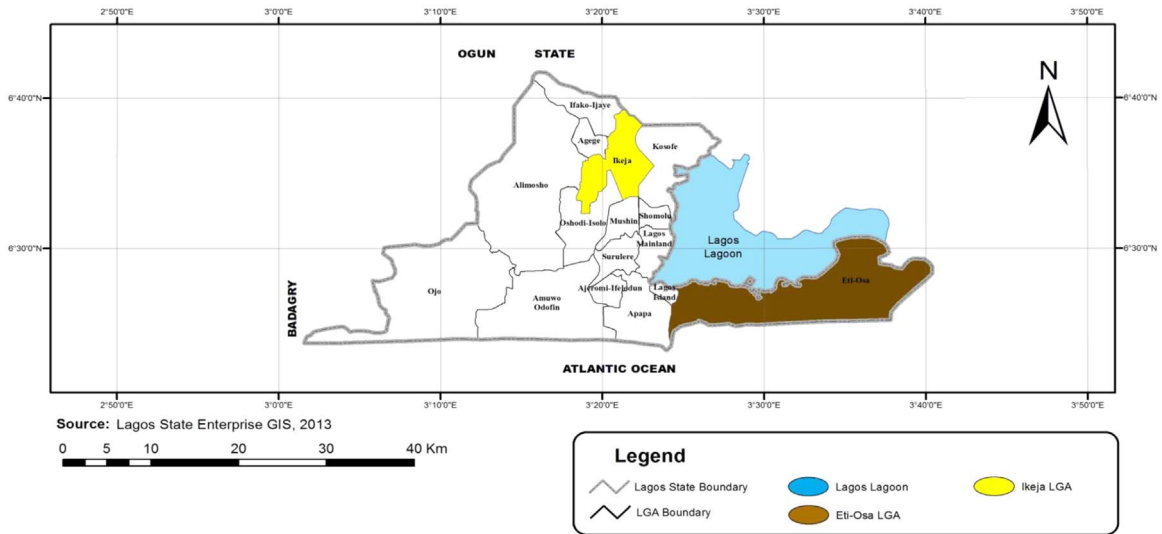 2°50'0"E 3°0'0"E 3°10'0"E 3°20'0"E 3°30'0"E 3°40'0"E 3°50'0"E
OGUN STATE
N
6°40'0"N 6°40'0"N
Ifako-Ijaye
Agege
Ikeja
Kosofe
Alimosho
Oshodi-Isolo
Mushin
Shomolu
Lagos
Mainland
Lagos
Lagoon
6°30'0"N 6°30'0"N
Surulere
Eti-Osa
Ojo
Ajeromi-Ifelodun
Lagos
Island
Amuwo
Odofin
Apapa
BADAGRY
ATLANTIC OCEAN
2°50'0"E 3°0'0"E 3°10'0"E 3°20'0"E 3°30'0"E 3°40'0"E 3°50'0"E
Source: Lagos State Enterprise GIS, 2013
0 5 10 20 30 40 Km
Legend
Lagos State Boundary
Lagos Lagoon
Ikeja LGA
LGA Boundary
Eti-Osa LGA